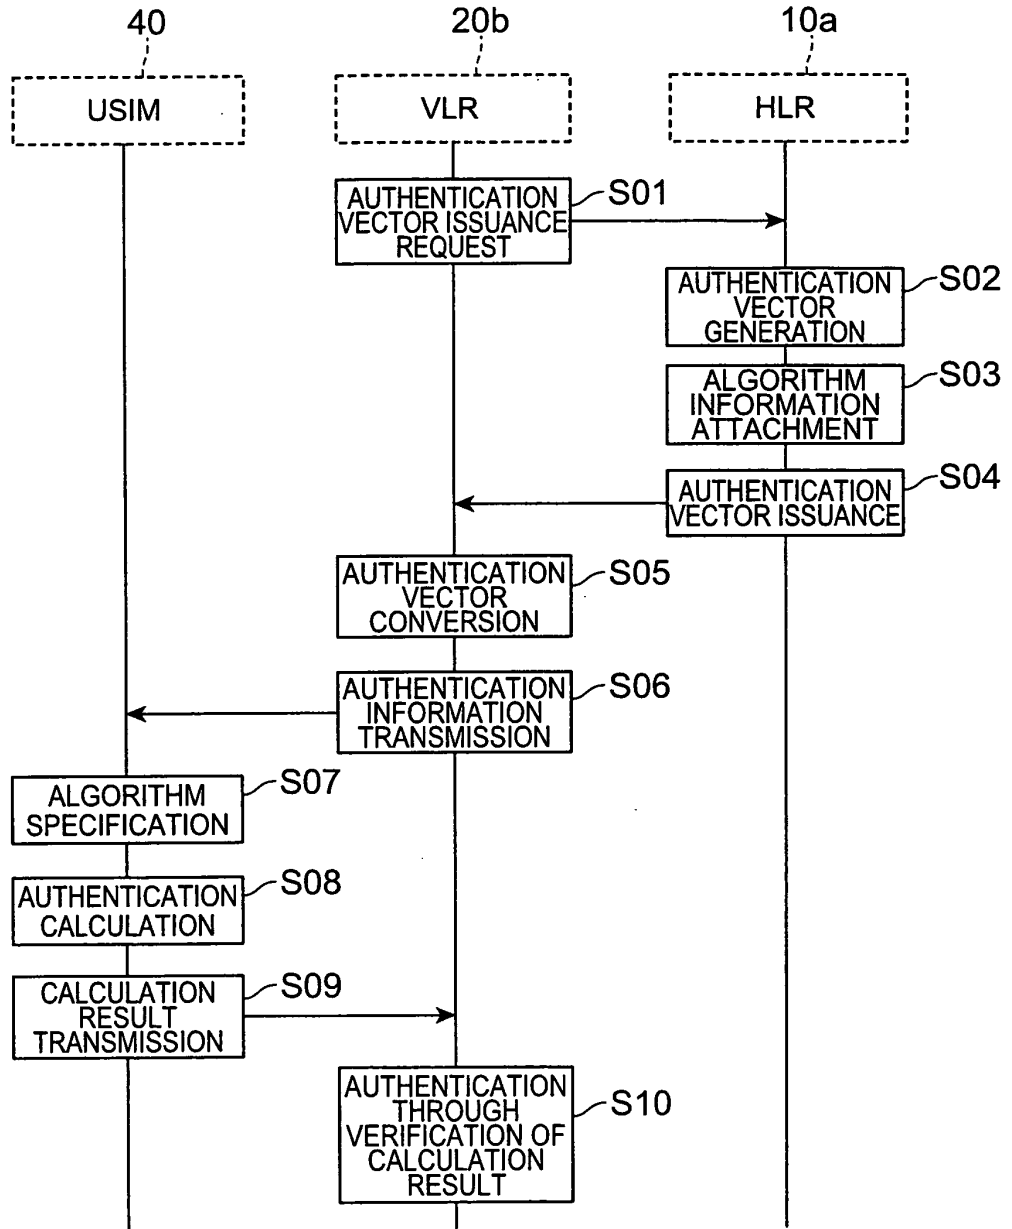 40
20b
10a
USIM
VLR
HLR
AUTHENTICATION
VECTOR ISSUANCE
REQUEST
S01
AUTHENTICATION
VECTOR
GENERATION
S02
ALGORITHM
INFORMATION
ATTACHMENT
S03
AUTHENTICATION
VECTOR ISSUANCE
S04
AUTHENTICATION
VECTOR
CONVERSION
S05
AUTHENTICATION
INFORMATION
TRANSMISSION
S06
ALGORITHM
SPECIFICATION
S07
AUTHENTICATION
CALCULATION
S08
CALCULATION
RESULT
TRANSMISSION
S09
AUTHENTICATION
THROUGH
VERIFICATION OF
CALCULATION
RESULT
S10